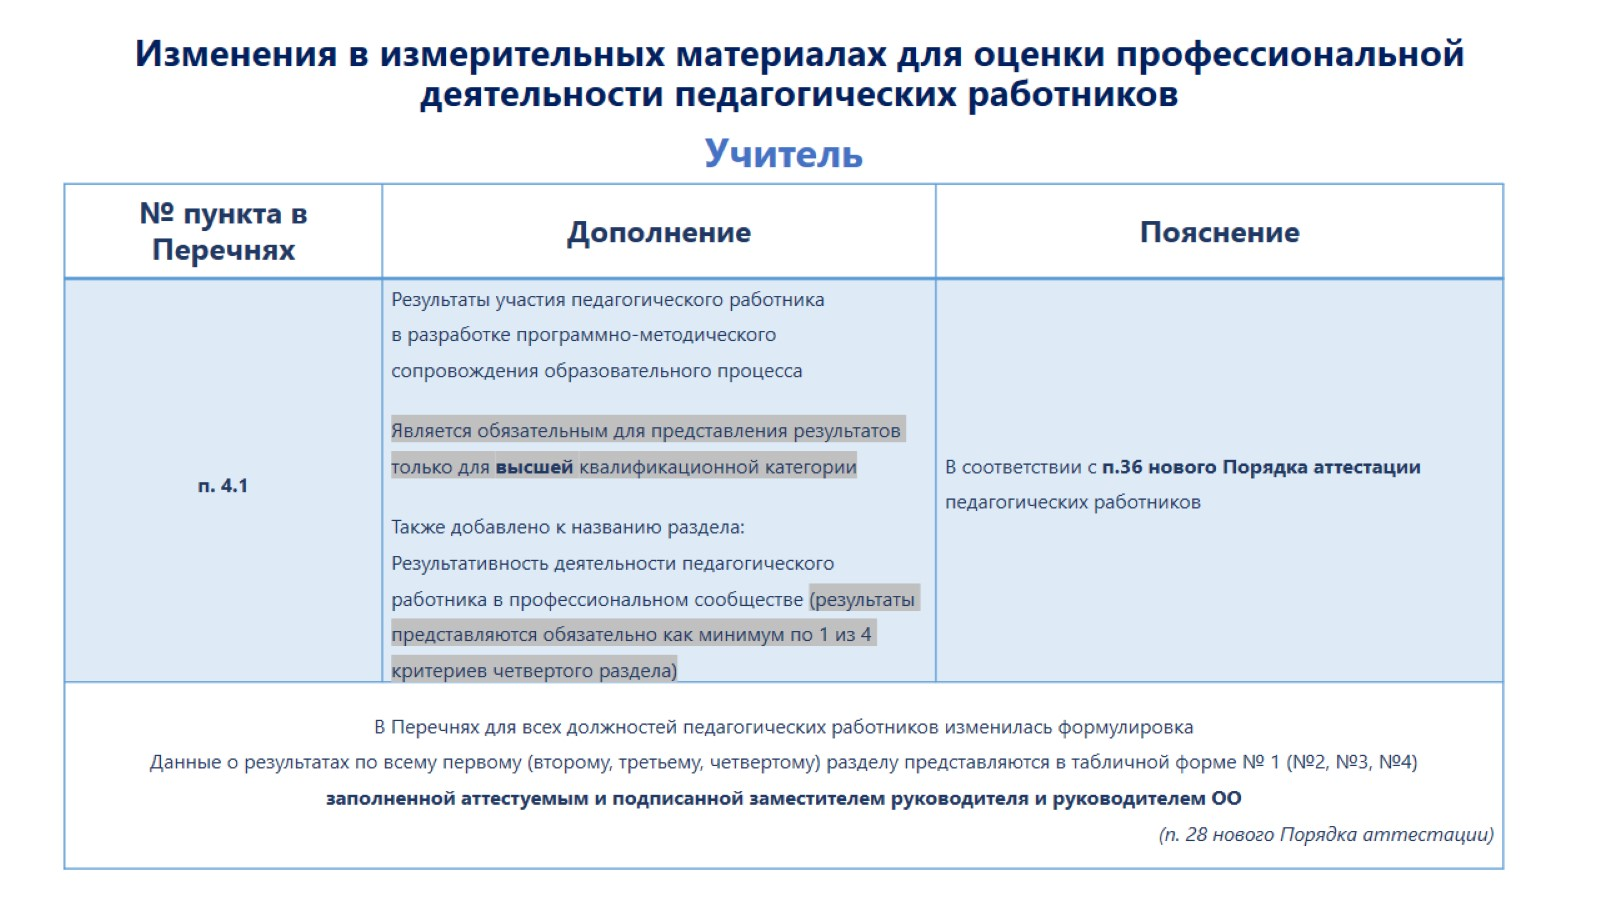 Изменения в измерительных материалах для оценки профессиональной
деятельности педагогических работников
Учитель
№ пункта в
Перечнях
Дополнение
Пояснение
п. 4.1
Результаты участия педагогического работника
в разработке программно-методического
сопровождения образовательного процесса
Является обязательным для представления результатов
только для высшей квалификационной категории
Также добавлено к названию раздела:
Результативность деятельности педагогического
работника в профессиональном сообществе (результаты
представляются обязательно как минимум по 1 из 4
критериев четвертого раздела)
В соответствии с п.36 нового Порядка аттестации
педагогических работников
В Перечнях для всех должностей педагогических работников изменилась формулировка
Данные о результатах по всему первому (второму, третьему, четвертому) разделу представляются в табличной форме № 1 (№2, №3, №4)
заполненной аттестуемым и подписанной заместителем руководителя и руководителем ОО
(п. 28 нового Порядка аттестации)